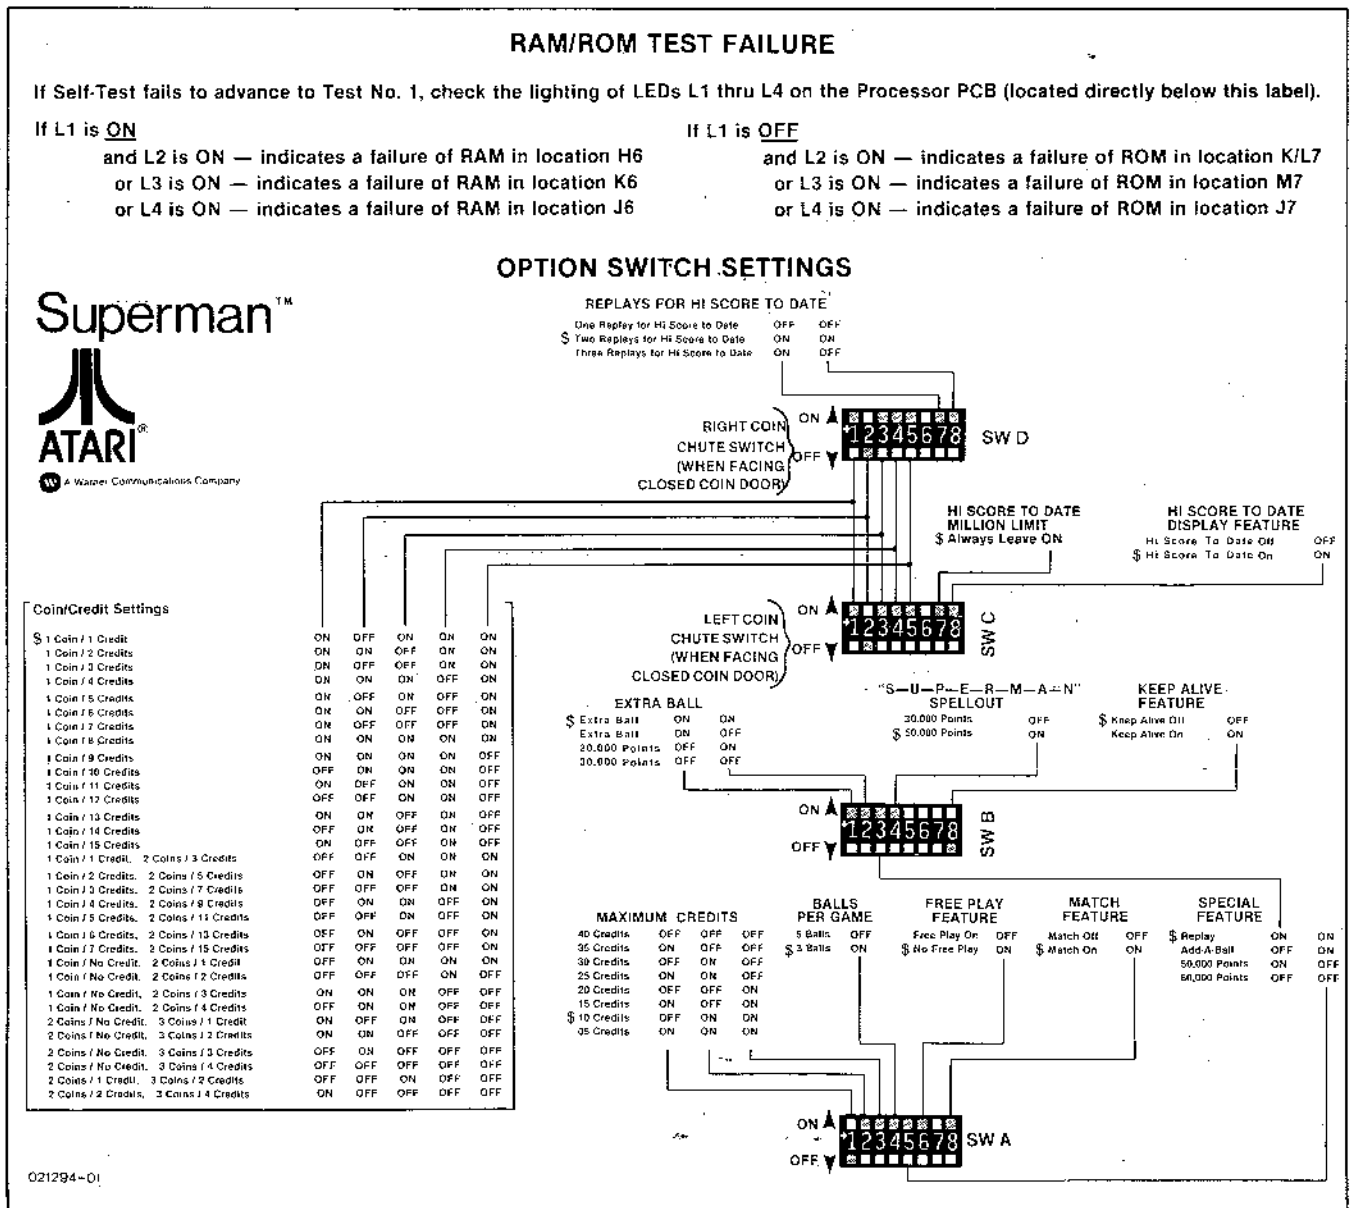 RAM/ROM TEST FAILURE
If Self-Test fails to advance to Test No. 1, check the lighting of LEDs L1 thru L4 on the Processor PCB (located directly below this label).
If L1 is ON
and L2 is ON — indicates a failure of RAM in location H6
or L3 is ON — indicates a failure of RAM in location K6
or L4 is ON — indicates a failure of RAM in location J6
If L1 is OFF
and L2 is ON — indicates a failure of ROM in location K/L7
or L3 is ON — indicates a failure of ROM in location M7
or L4 is ON — indicates a failure of ROM in location J7
OPTION SWITCH SETTINGS
Superman™
ATARI®
A Warner Communications Company
REPLAYS FOR HI SCORE TO DATE
One Replay for Hi Score to Date OFF OFF
$ Two Replays for Hi Score to Date ON ON
Three Replays for Hi Score to Date ON OFF
RIGHT COIN
CHUTE SWITCH
(WHEN FACING
CLOSED COIN DOOR)
ON
12345678
OFF
SW D
HI SCORE TO DATE
MILLION LIMIT
$ Always Leave ON
HI SCORE TO DATE
DISPLAY FEATURE
Hi Score To Date Off OFF
$ Hi Score To Date On ON
LEFT COIN
CHUTE SWITCH
(WHEN FACING
CLOSED COIN DOOR)
ON
12345678
OFF
SW C
Coin/Credit Settings
$ 1 Coin / 1 Credit ON OFF ON ON ON
1 Coin / 2 Credits ON ON OFF ON ON
1 Coin / 3 Credits ON OFF OFF ON ON
1 Coin / 4 Credits ON ON ON OFF ON
1 Coin / 5 Credits ON OFF ON OFF ON
1 Coin / 6 Credits ON ON OFF OFF ON
1 Coin / 7 Credits ON OFF OFF OFF ON
1 Coin / 8 Credits ON ON ON ON ON
1 Coin / 9 Credits ON ON ON ON OFF
1 Coin / 10 Credits OFF ON ON ON OFF
1 Coin / 11 Credits ON OFF ON ON OFF
1 Coin / 12 Credits OFF OFF ON ON OFF
1 Coin / 13 Credits ON ON OFF ON OFF
1 Coin / 14 Credits OFF ON OFF ON OFF
1 Coin / 15 Credits ON OFF OFF ON OFF
1 Coin / 1 Credit, 2 Coins / 3 Credits OFF OFF ON ON ON
1 Coin / 2 Credits, 2 Coins / 5 Credits OFF ON OFF ON ON
1 Coin / 3 Credits, 2 Coins / 7 Credits OFF OFF OFF ON ON
1 Coin / 4 Credits, 2 Coins / 9 Credits OFF ON ON OFF ON
1 Coin / 5 Credits, 2 Coins / 11 Credits OFF OFF ON OFF ON
1 Coin / 6 Credits, 2 Coins / 13 Credits OFF ON OFF OFF ON
1 Coin / 7 Credits, 2 Coins / 15 Credits OFF OFF OFF OFF ON
1 Coin / No Credit, 2 Coins / 1 Credit OFF ON ON ON ON
1 Coin / No Credit, 2 Coins / 2 Credits OFF OFF OFF ON OFF
1 Coin / No Credit, 2 Coins / 3 Credits ON ON ON OFF OFF
1 Coin / No Credit, 2 Coins / 4 Credits OFF ON ON OFF OFF
2 Coins / No Credit, 3 Coins / 1 Credit ON OFF ON OFF OFF
2 Coins / No Credit, 3 Coins / 2 Credits ON ON OFF OFF OFF
2 Coins / No Credit, 3 Coins / 3 Credits OFF ON OFF OFF OFF
2 Coins / No Credit, 3 Coins / 4 Credits OFF OFF OFF OFF OFF
2 Coins / 1 Credit, 3 Coins / 2 Credits OFF OFF ON OFF OFF
2 Coins / 2 Credits, 3 Coins / 4 Credits ON OFF OFF OFF OFF
EXTRA BALL
$ Extra Ball ON ON
Extra Ball ON OFF
20,000 Points OFF ON
30,000 Points OFF OFF
"S—U—P—E—R—M—A—N"
SPELLOUT
30,000 Points OFF
$ 50,000 Points ON
KEEP ALIVE
FEATURE
$ Keep Alive Off OFF
Keep Alive On ON
ON
12345678
OFF
SW B
MAXIMUM CREDITS
40 Credits OFF OFF OFF
35 Credits ON OFF OFF
30 Credits OFF ON OFF
25 Credits ON ON OFF
20 Credits OFF OFF ON
15 Credits ON OFF ON
$ 10 Credits OFF ON ON
05 Credits ON ON ON
BALLS
PER GAME
5 Balls OFF
$ 3 Balls ON
FREE PLAY
FEATURE
Free Play On OFF
$ No Free Play ON
MATCH
FEATURE
Match Off OFF
$ Match On ON
SPECIAL
FEATURE
$ Replay ON ON
Add-A-Ball OFF ON
50,000 Points ON OFF
60,000 Points OFF OFF
ON
12345678
OFF
SW A
021294-01